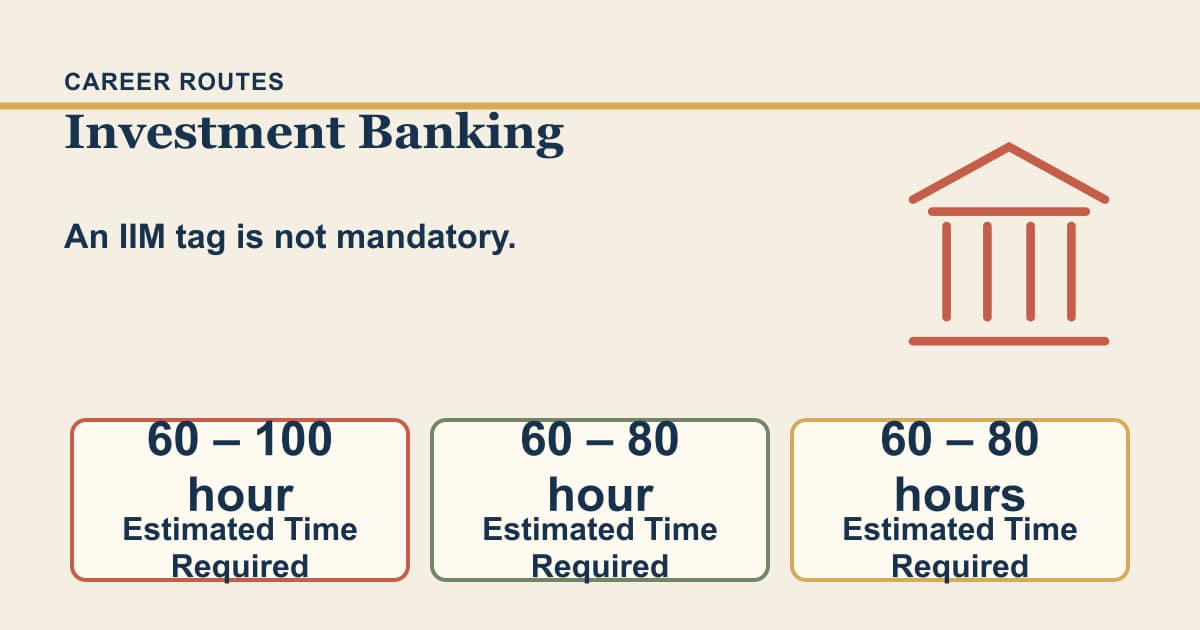 CAREER ROUTES
Investment Banking
An IIM tag is not mandatory.
60 – 100
hour
Estimated Time
Required
60 – 80
hour
Estimated Time
Required
60 – 80
hours
Estimated Time
Required